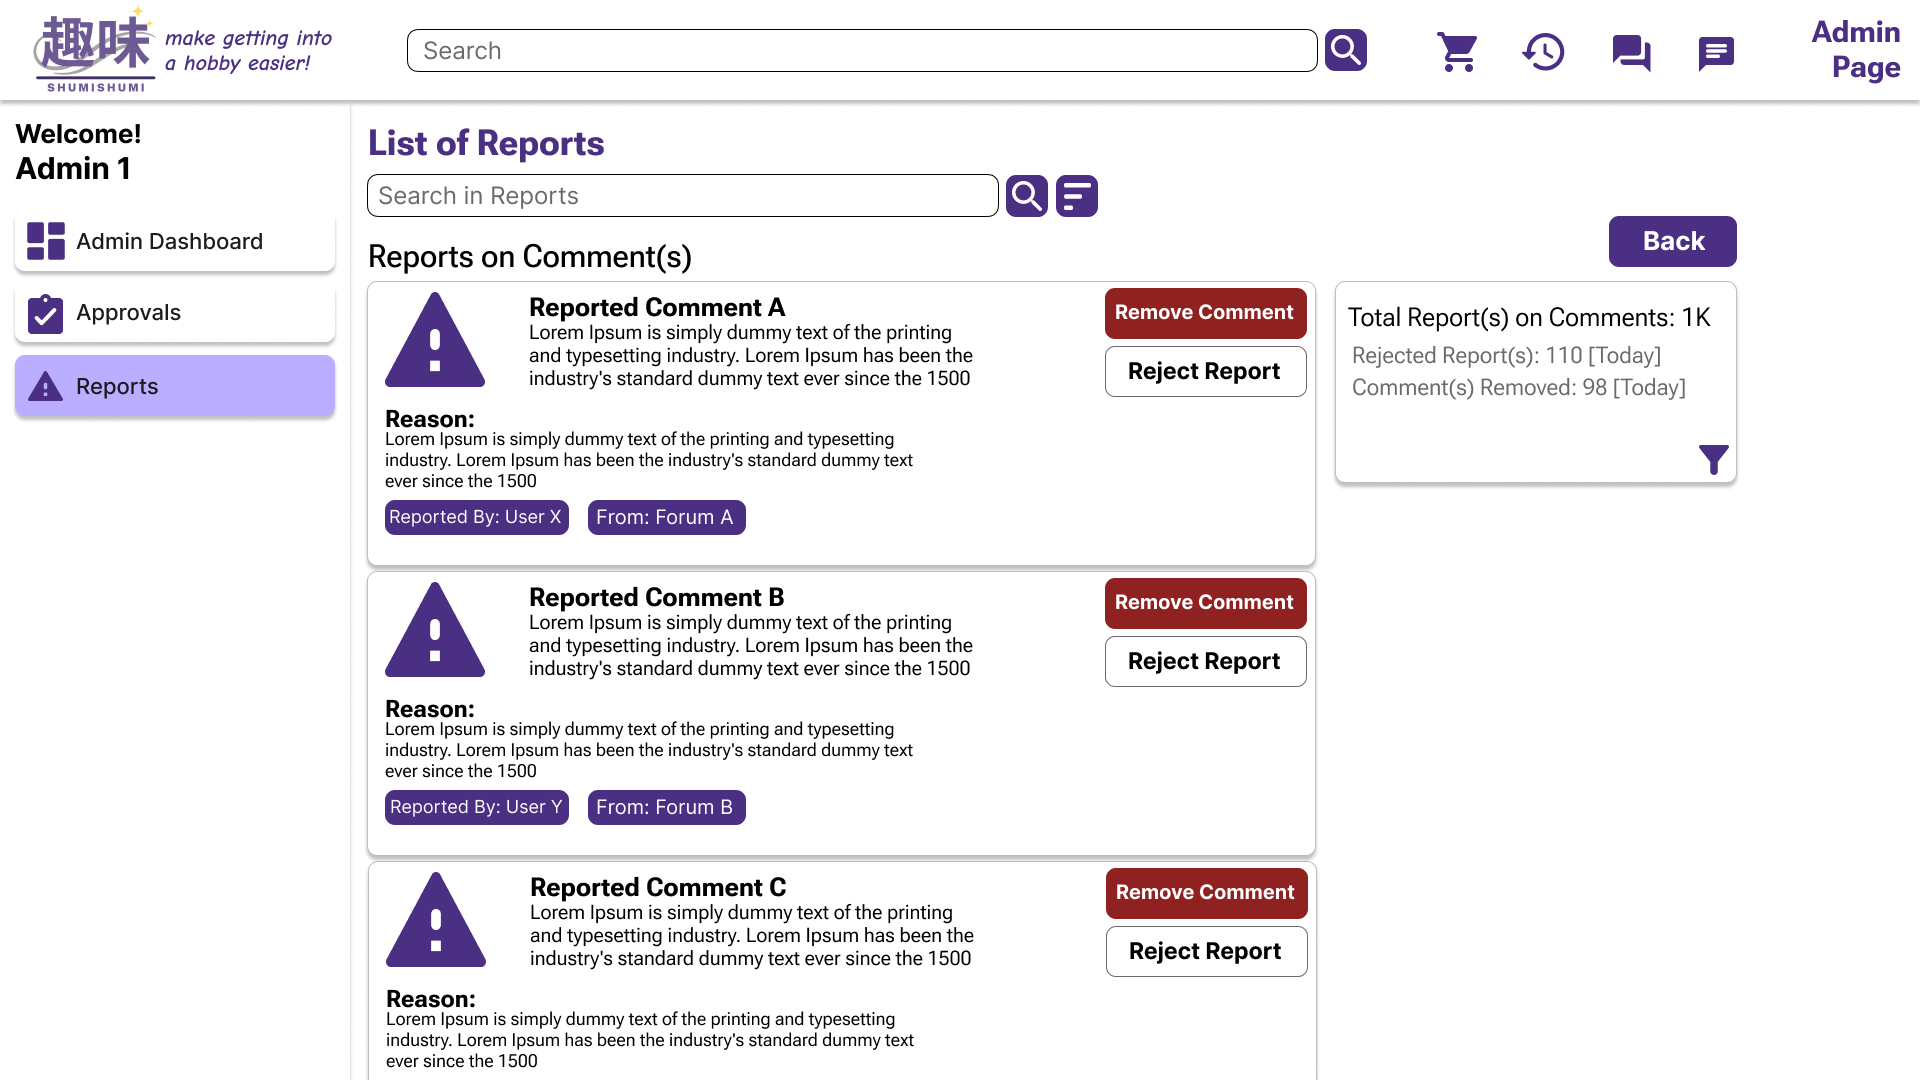 趣味
SHUMISHUMI
make getting into
a hobby easier!
Search
Admin
Page
Welcome!
Admin 1
Admin Dashboard
Approvals
Reports
List of Reports
Search in Reports
Back
Reports on Comment(s)
Reported Comment A
Lorem Ipsum is simply dummy text of the printing
and typesetting industry. Lorem Ipsum has been the
industry's standard dummy text ever since the 1500
Remove Comment
Reject Report
Reason:
Lorem Ipsum is simply dummy text of the printing and typesetting
industry. Lorem Ipsum has been the industry's standard dummy text
ever since the 1500
Reported By: User X
From: Forum A
Reported Comment B
Lorem Ipsum is simply dummy text of the printing
and typesetting industry. Lorem Ipsum has been the
industry's standard dummy text ever since the 1500
Remove Comment
Reject Report
Reason:
Lorem Ipsum is simply dummy text of the printing and typesetting
industry. Lorem Ipsum has been the industry's standard dummy text
ever since the 1500
Reported By: User Y
From: Forum B
Reported Comment C
Lorem Ipsum is simply dummy text of the printing
and typesetting industry. Lorem Ipsum has been the
industry's standard dummy text ever since the 1500
Remove Comment
Reject Report
Reason:
Lorem Ipsum is simply dummy text of the printing and typesetting
industry. Lorem Ipsum has been the industry's standard dummy text
ever since the 1500
Total Report(s) on Comments: 1K
Rejected Report(s): 110 [Today]
Comment(s) Removed: 98 [Today]